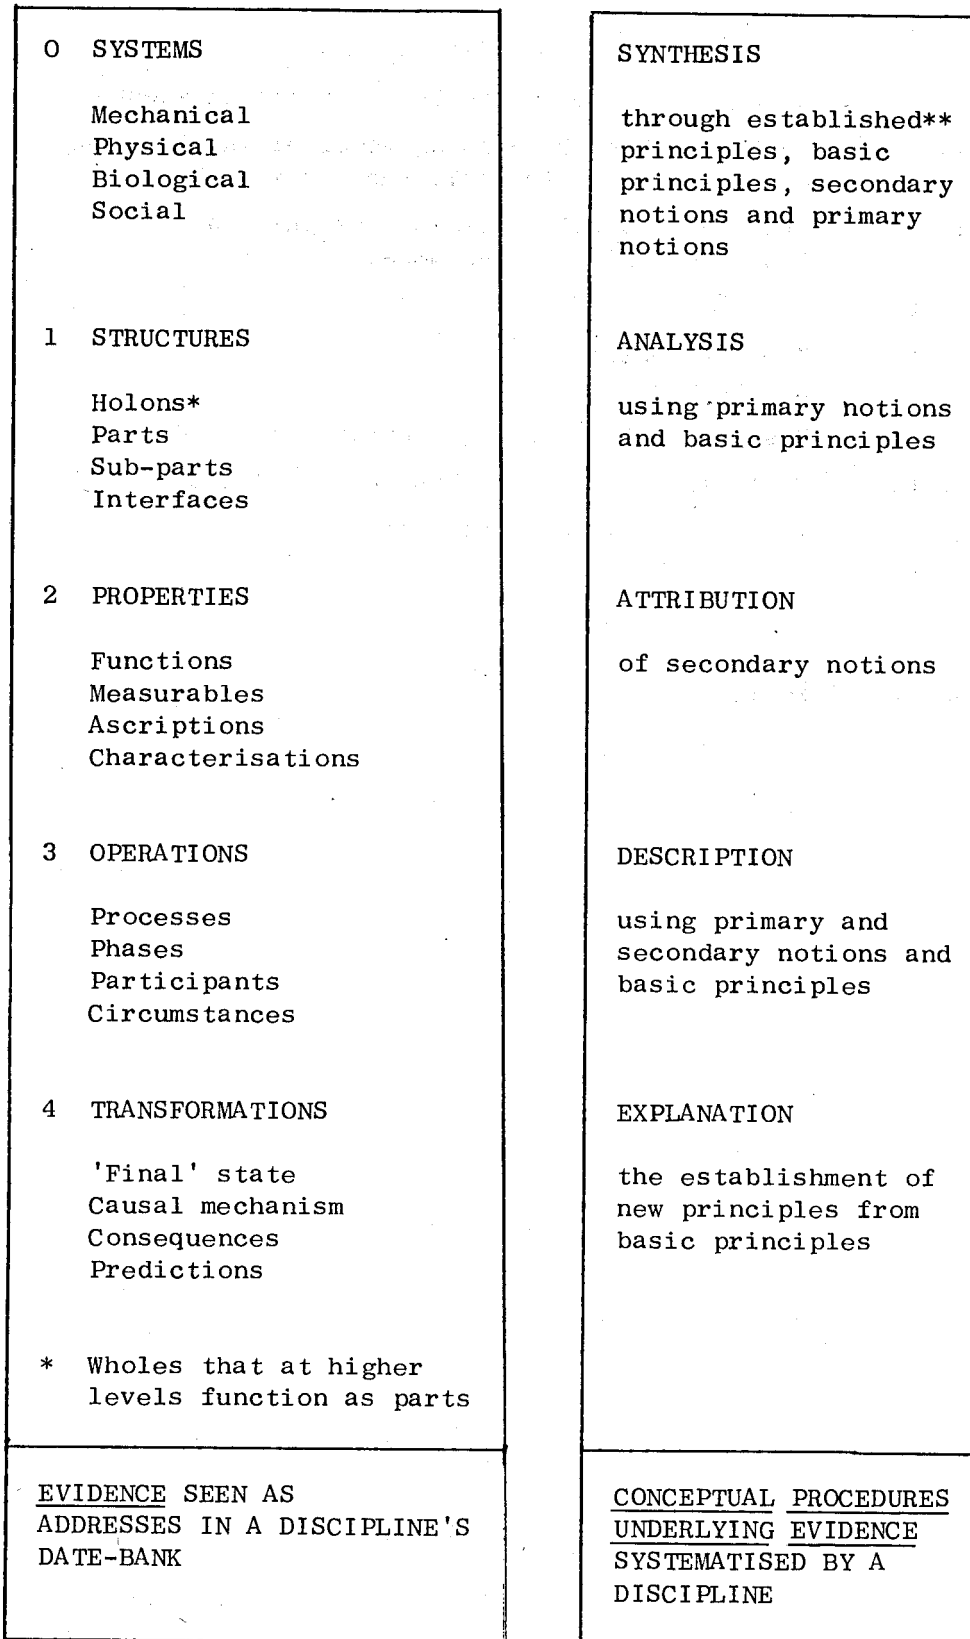 0 SYSTEMS
Mechanical
Physical
Biological
Social
1 STRUCTURES
Holons*
Parts
Sub-parts
Interfaces
2 PROPERTIES
Functions
Measurables
Ascriptions
Characterisations
3 OPERATIONS
Processes
Phases
Participants
Circumstances
4 TRANSFORMATIONS
'Final' state
Causal mechanism
Consequences
Predictions
* Wholes that at higher
levels function as parts
EVIDENCE SEEN AS
ADDRESSES IN A DISCIPLINE'S
DATE-BANK
SYNTHESIS
through established**
principles, basic
principles, secondary
notions and primary
notions
ANALYSIS
using primary notions
and basic principles
ATTRIBUTION
of secondary notions
DESCRIPTION
using primary and
secondary notions and
basic principles
EXPLANATION
the establishment of
new principles from
basic principles
CONCEPTUAL PROCEDURES
UNDERLYING EVIDENCE
SYSTEMATISED BY A
DISCIPLINE